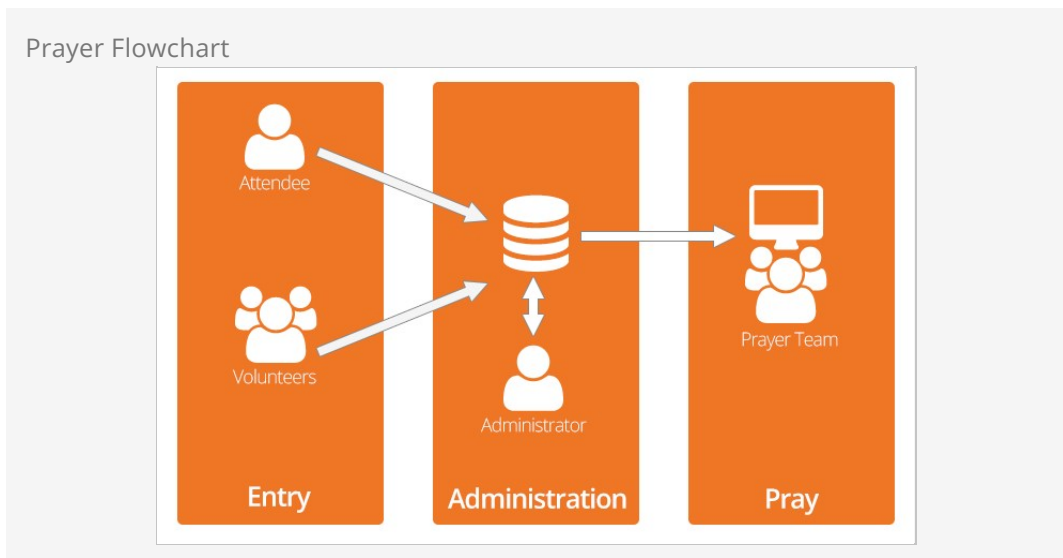 Prayer Flowchart
Attendee
Volunteers
Entry
Administrator
Administration
Prayer Team
Pray